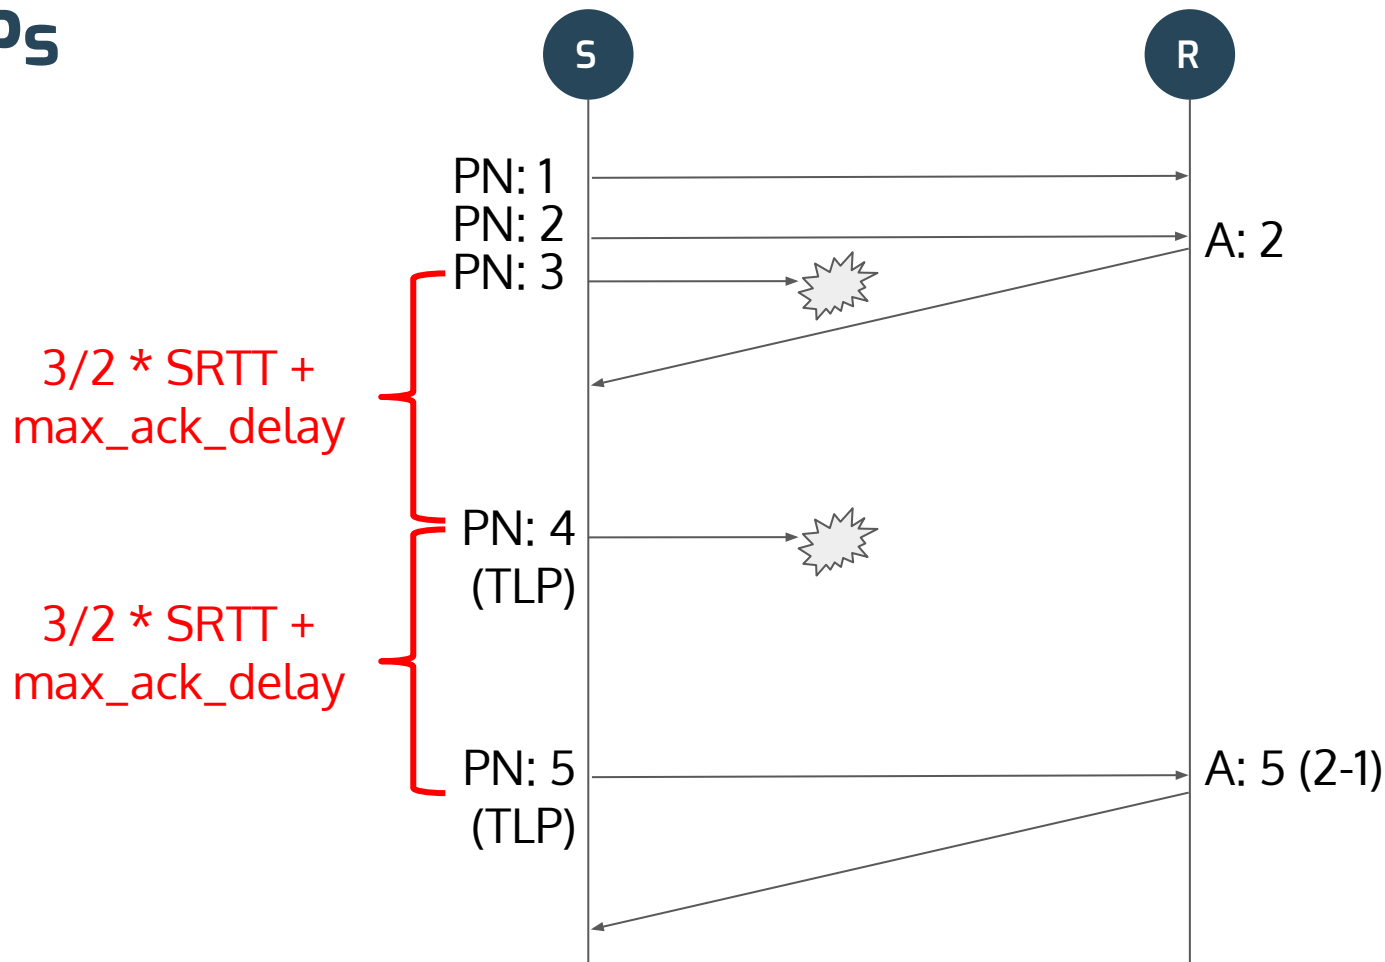 Ps
S
R
PN: 1
PN: 2
A: 2
PN: 3
3/2 * SRTT +
max_ack_delay
PN: 4
(TLP)
3/2 * SRTT +
max_ack_delay
PN: 5
A: 5 (2-1)
(TLP)